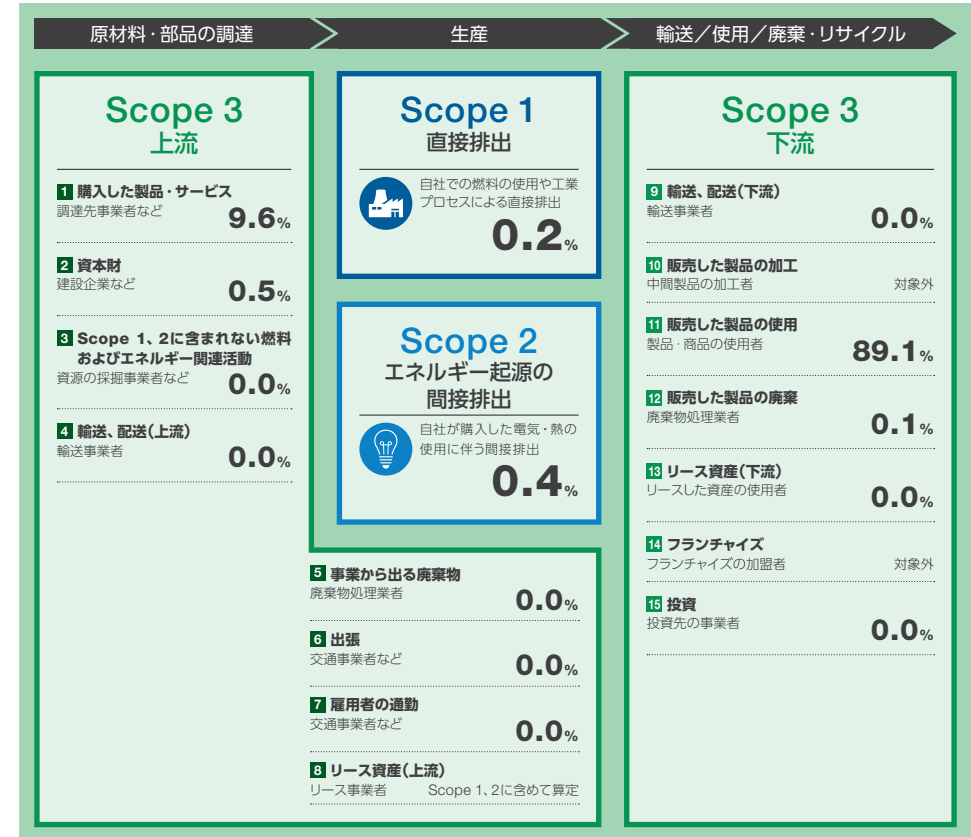 原材料・部品の調達
生産
輸送／使用／廃棄・リサイクル
Scope 3
上流
1 購入した製品・サービス
調達先事業者など
9.6%
2 資本財
建設企業など
0.5%
3 Scope 1、2に含まれない燃料
およびエネルギー関連活動
資源の採掘事業者など
0.0%
4 輸送、配送(上流)
輸送事業者
0.0%
5 事業から出る廃棄物
廃棄物処理業者
0.0%
6 出張
交通事業者など
0.0%
7 雇用者の通勤
交通事業者など
0.0%
8 リース資産(上流)
リース事業者 Scope 1、2に含めて算定
Scope 1
直接排出
自社での燃料の使用や工業
プロセスによる直接排出
0.2%
Scope 2
エネルギー起源の
間接排出
自社が購入した電気・熱の
使用に伴う間接排出
0.4%
Scope 3
下流
9 輸送、配送(下流)
輸送事業者
0.0%
10 販売した製品の加工
中間製品の加工者 対象外
11 販売した製品の使用
製品・商品の使用者
89.1%
12 販売した製品の廃棄
廃棄物処理業者
0.1%
13 リース資産(下流)
リースした資産の使用者
0.0%
14 フランチャイズ
フランチャイズの加盟者 対象外
15 投資
投資先の事業者
0.0%